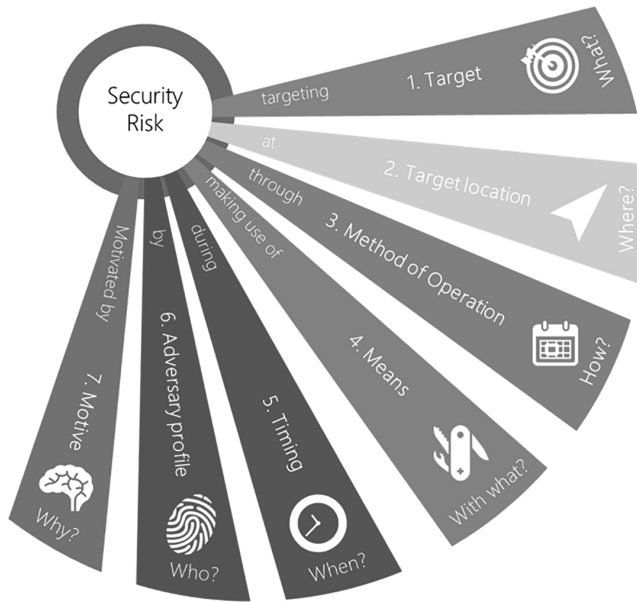 Security
Risk
targeting
1. Target
What?
at
2. Target location
Where?
through
3. Method of Operation
How?
making use of
4. Means
With what?
during
5. Timing
When?
by
6. Adversary profile
Who?
Motivated by
7. Motive
Why?